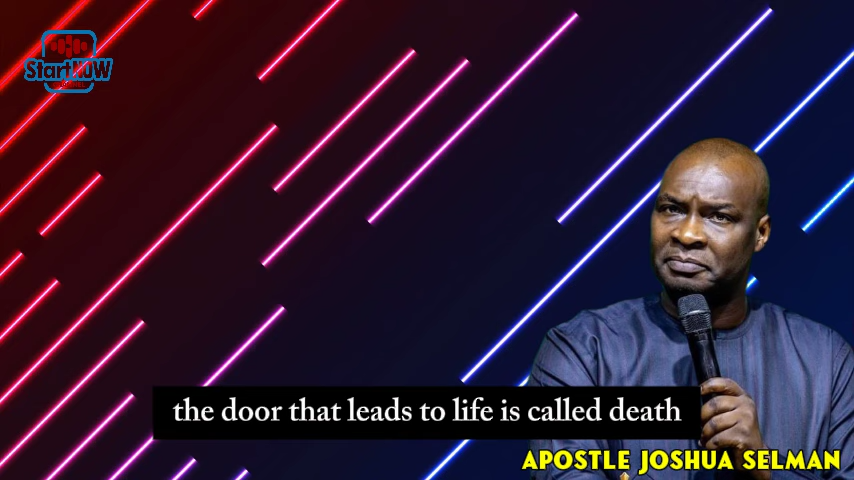 StartNOW
the door that leads to life is called death
APOSTLE JOSHUA SELMAN